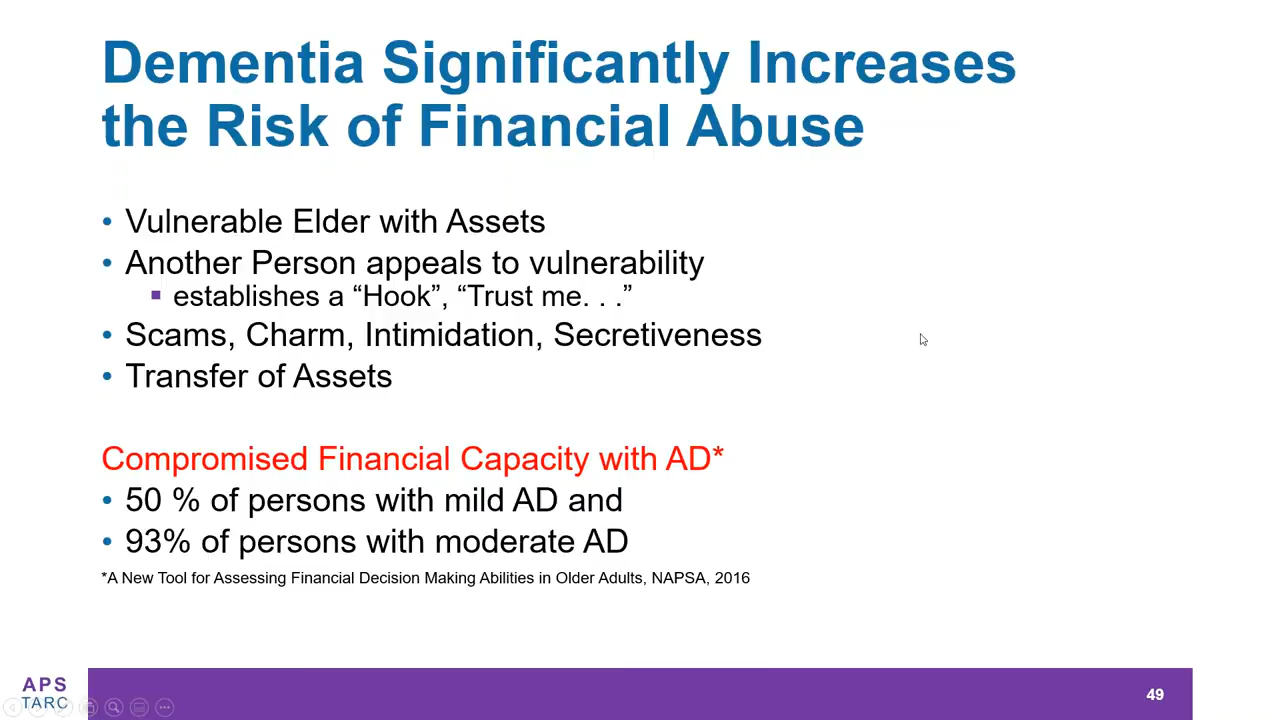 Dementia Significantly Increases
the Risk of Financial Abuse
• Vulnerable Elder with Assets
• Another Person appeals to vulnerability
▪ establishes a “Hook”, “Trust me. . .”
• Scams, Charm, Intimidation, Secretiveness
• Transfer of Assets
Compromised Financial Capacity with AD*
• 50 % of persons with mild AD and
• 93% of persons with moderate AD
*A New Tool for Assessing Financial Decision Making Abilities in Older Adults, NAPSA, 2016
APS
TARC
49